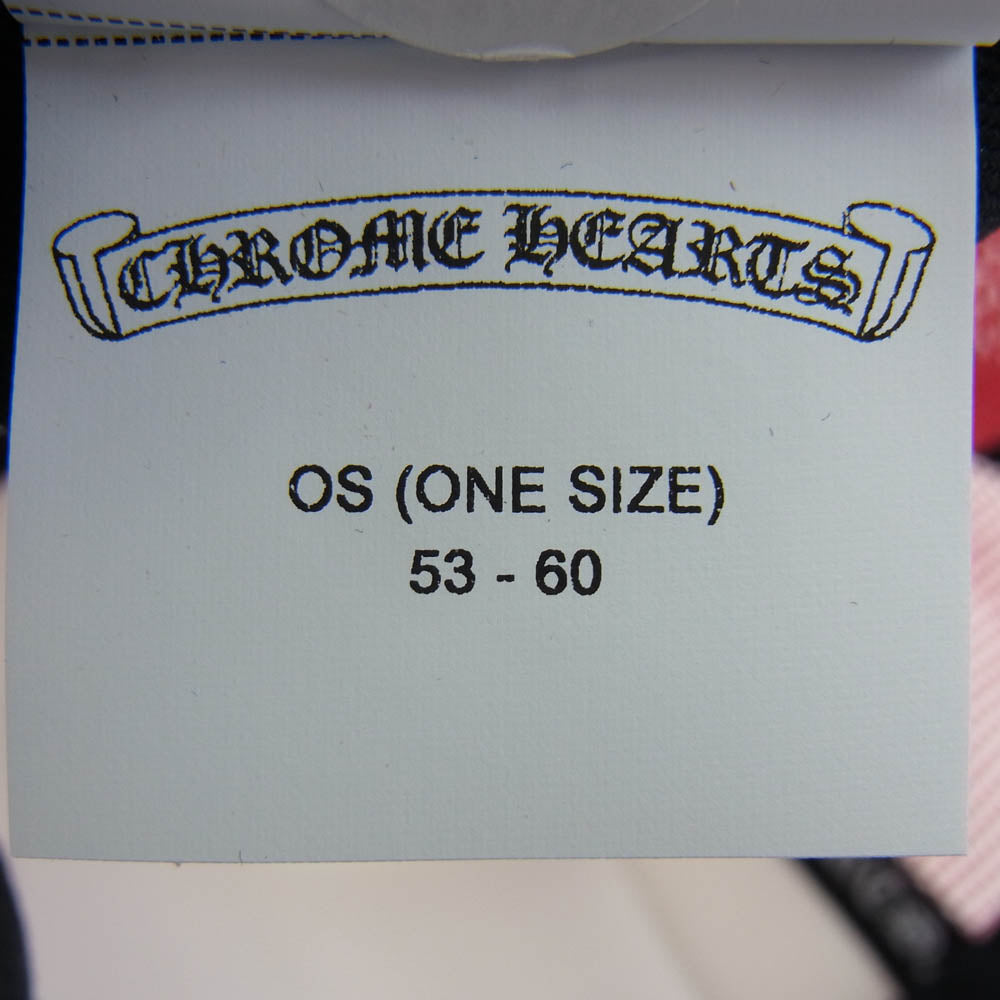 CHROME HEARTS
OS (ONE SIZE)
53 - 60